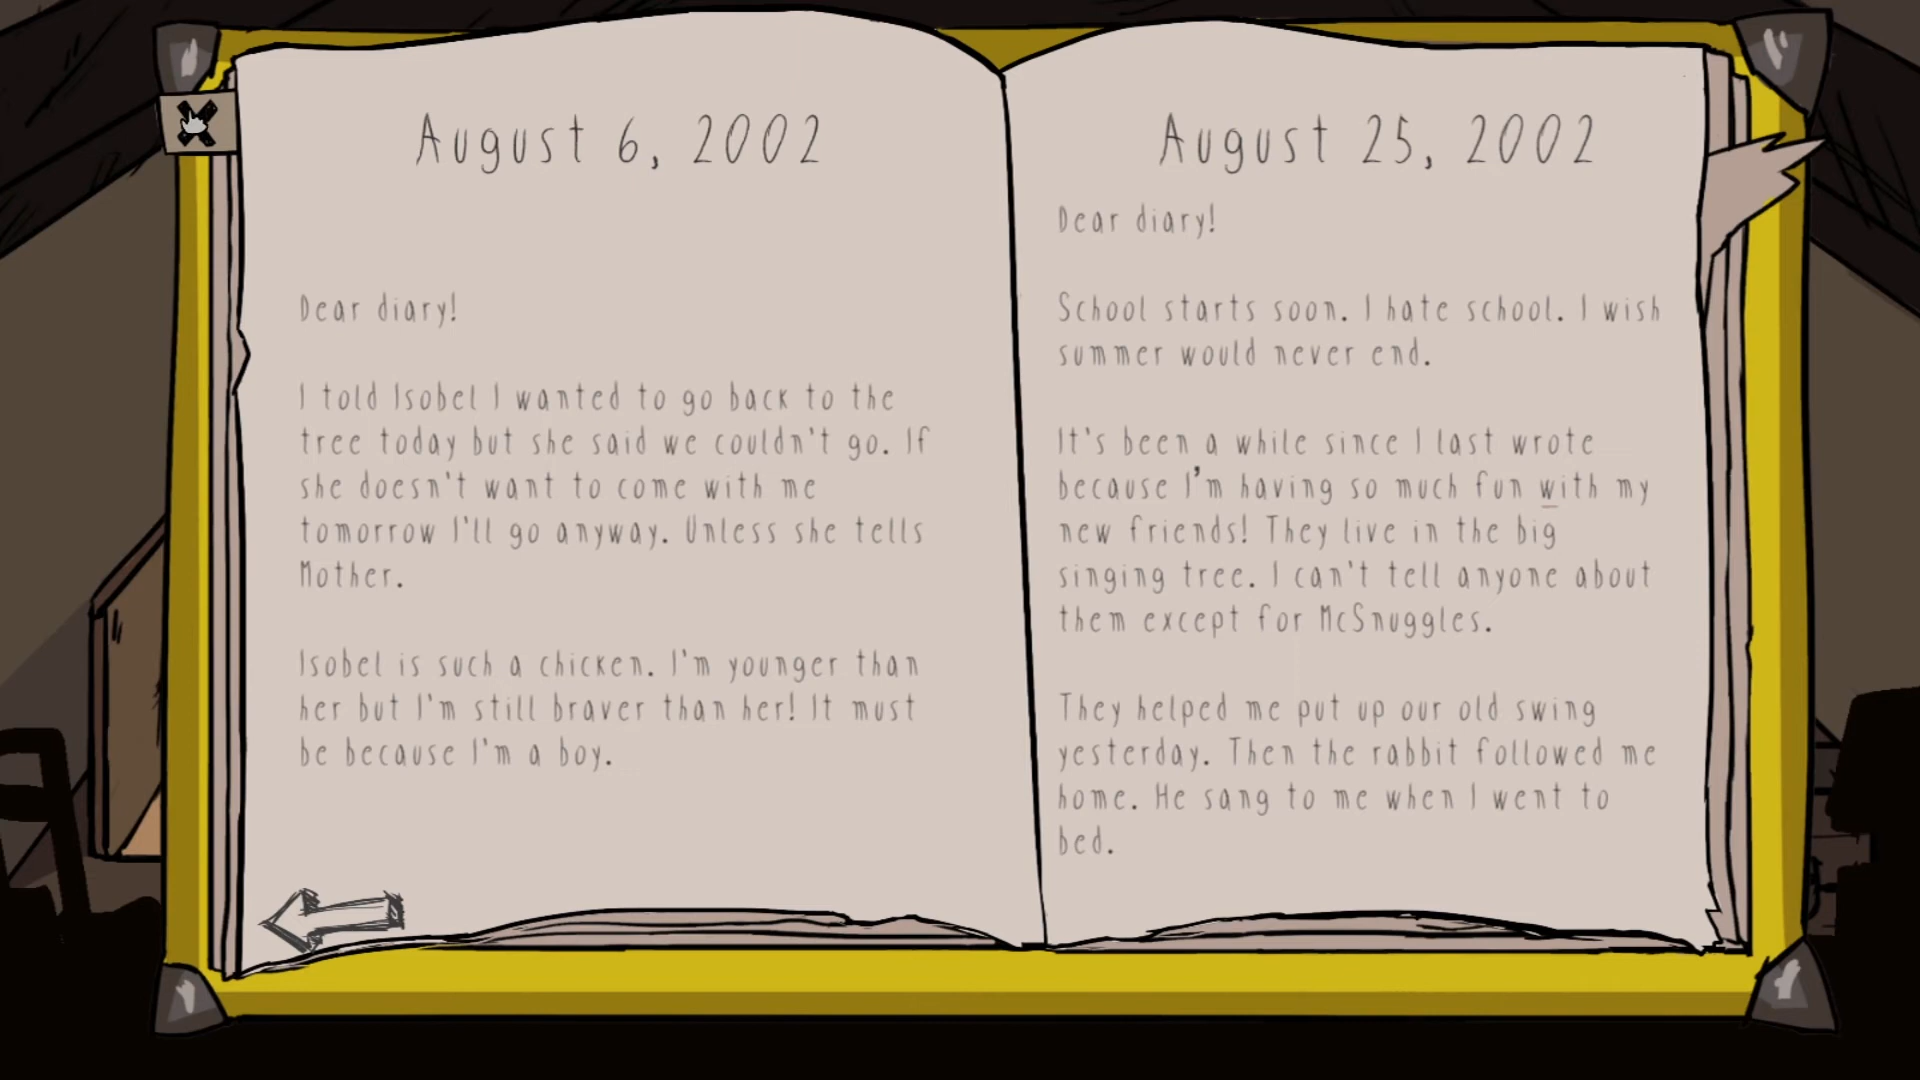 August 6, 2002
Dear diary!
I told Isobel I wanted to go back to the
tree today but she said we couldn't go. If
she doesn't want to come with me
tomorrow I'll go anyway. Unless she tells
Mother.
Isobel is such a chicken. I'm younger than
her but I'm still braver than her! It must
be because I'm a boy.
August 25, 2002
Dear diary!
School starts soon. I hate school. I wish
summer would never end.
It's been a while since I last wrote
because I’m having so much fun with my
new friends! They live in the big
singing tree. I can't tell anyone about
them except for McSnuggles.
They helped me put up our old swing
yesterday. Then the rabbit followed me
home. He sang to me when I went to
bed.